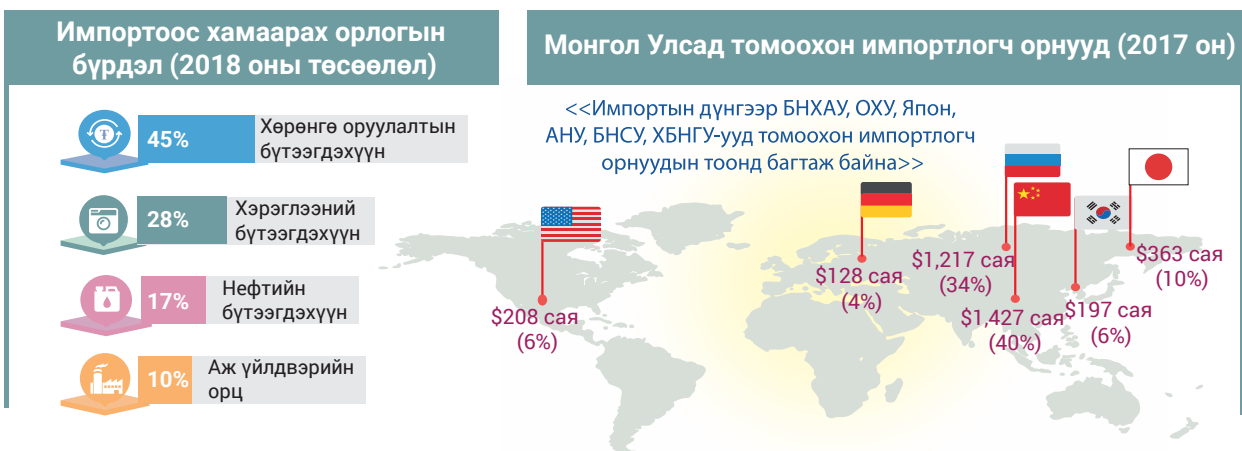 Импортоос хамаарах орлогын
бүрдэл (2018 оны төсөөлөл)
45%
Хөрөнгө оруулалтын
бүтээгдэхүүн
28%
Хэрэглээний
бүтээгдэхүүн
17%
Нефтийн
бүтээгдэхүүн
10%
Аж үйлдвэрийн
орц
Монгол Улсад томоохон импортлогч орнууд (2017 он)
<<Импортын дүнгээр БНХАУ, ОХУ, Япон,
АНУ, БНСУ, ХБНГУ-ууд томоохон импортлогч
орнуудын тоонд багтаж байна>>
$208 сая
(6%)
$128 сая
(4%)
$1,217 сая
(34%)
$1,427 сая
(40%)
$197 сая
(6%)
$363 сая
(10%)